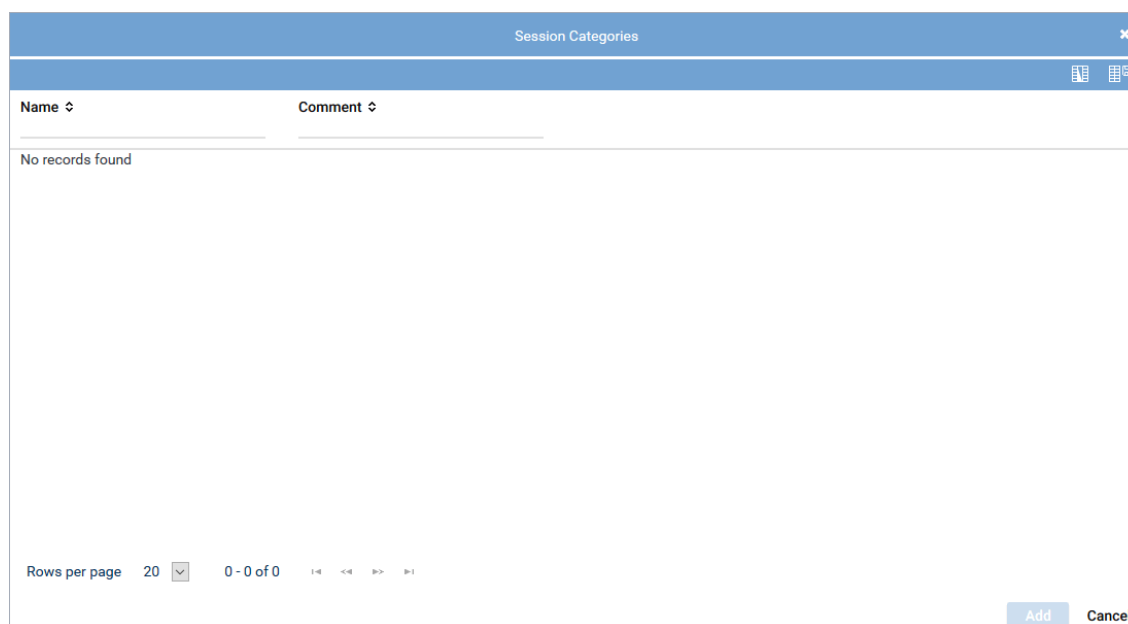 Session Categories
Name Comment
No records found
Rows per page 20 0 - 0 of 0
Add Cance